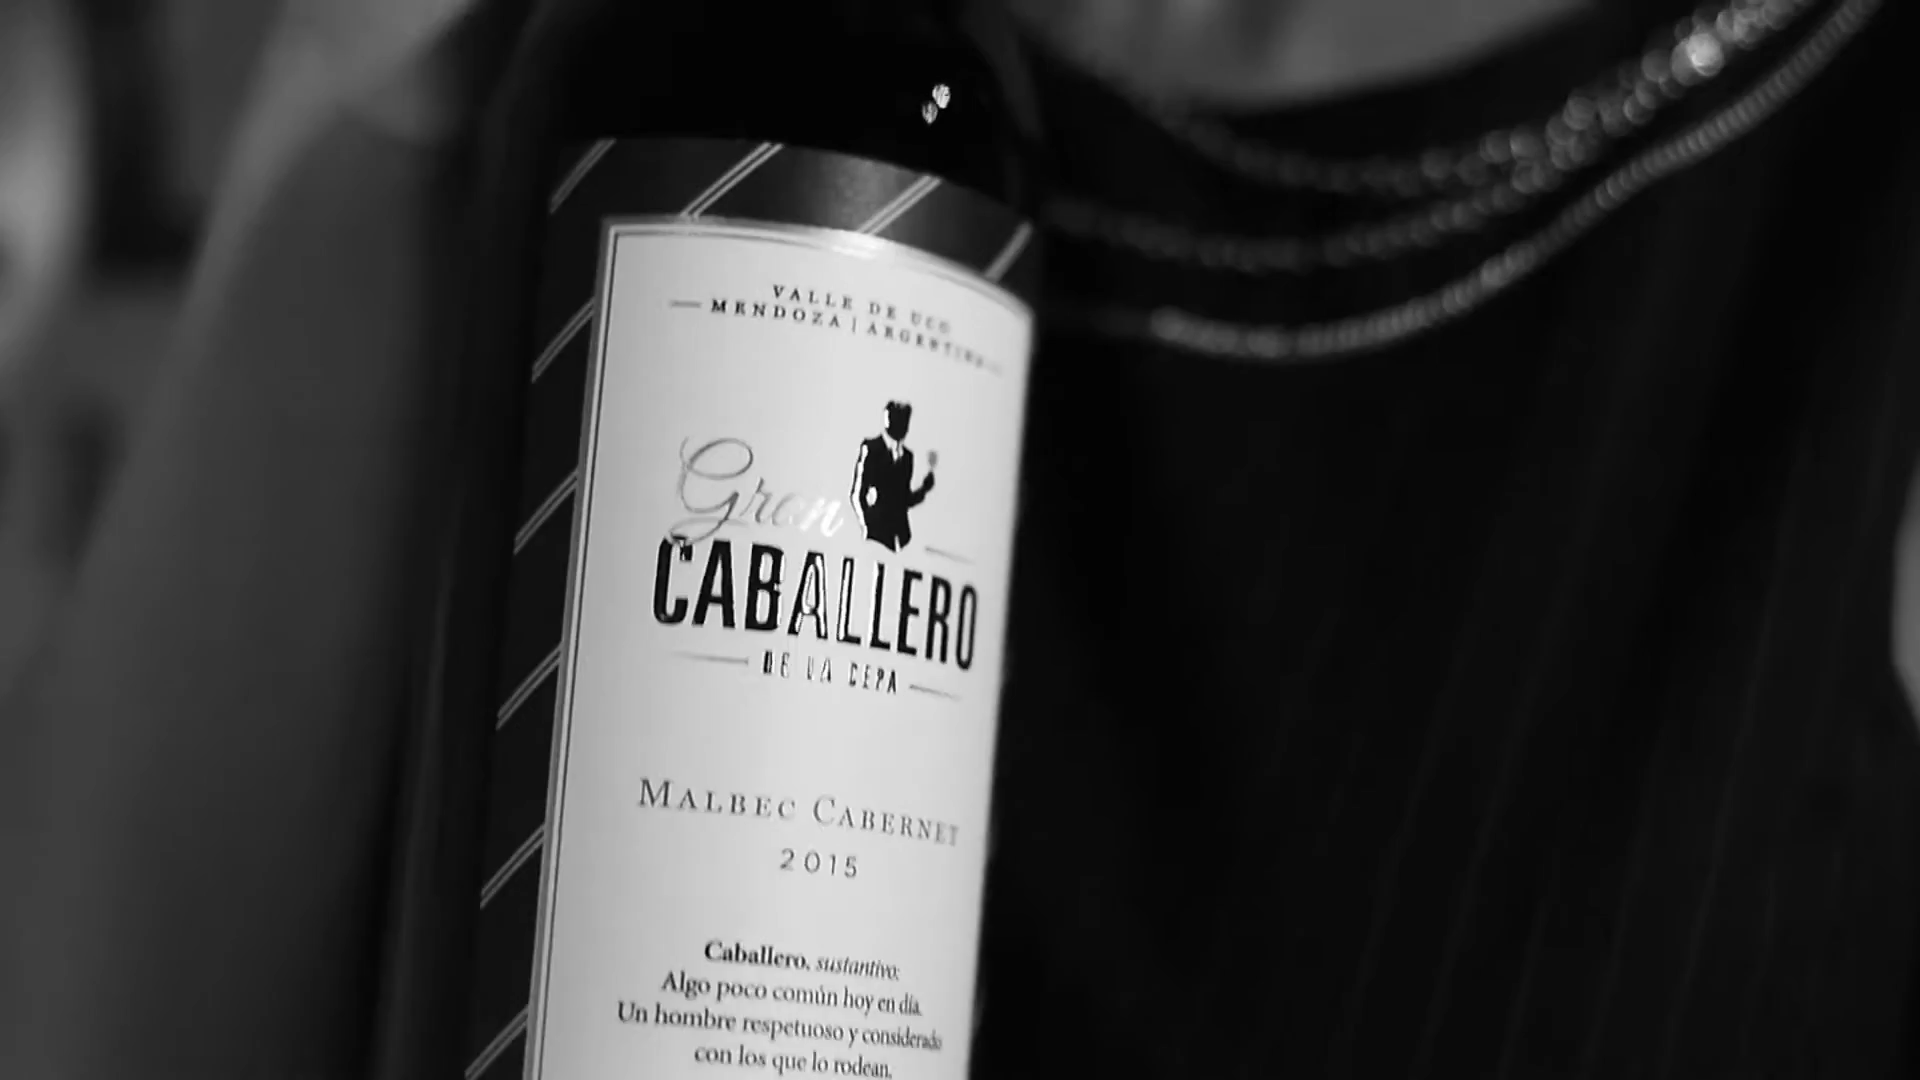 VALLE DE UCO
MENDOZA | ARGENTINA
Gran
CABALLERO
DE LA CEPA
MALBEC CABERNET
2015
Caballero, sustantivo;
Algo poco común hoy en día.
Un hombre respetuoso y considerado
con los que lo rodean.